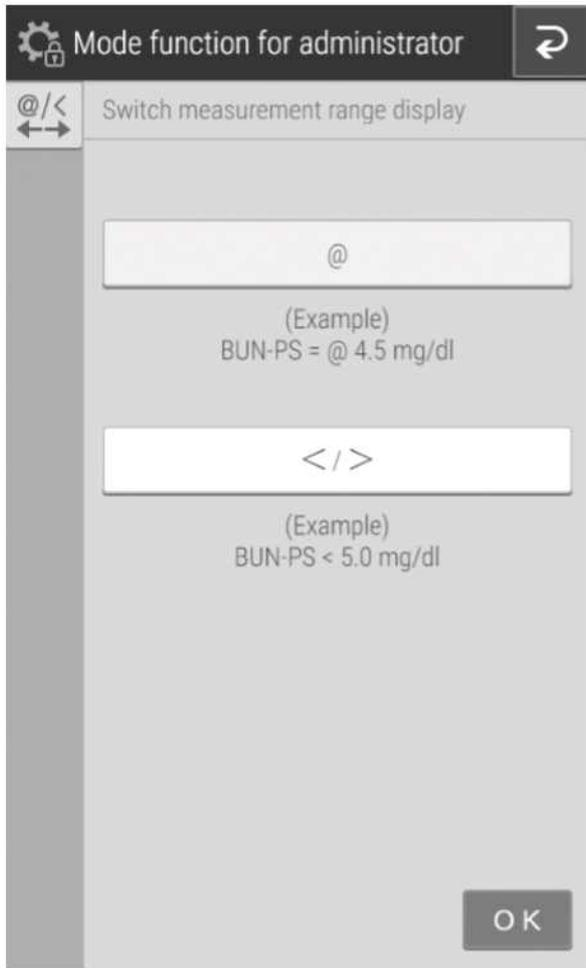 Mode function for administrator
@/<
Switch measurement range display
@
(Example)
BUN-PS = @ 4.5 mg/dl
< / >
(Example)
BUN-PS < 5.0 mg/dl
OK